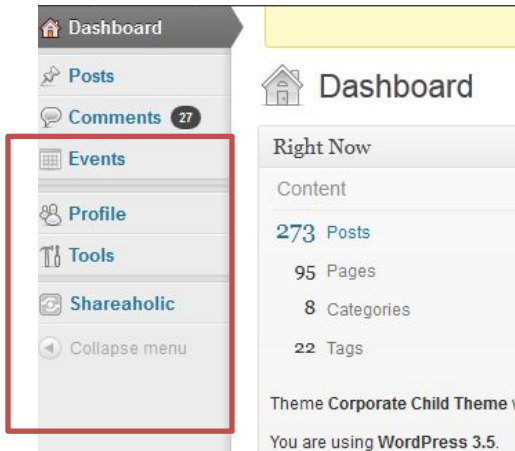 Dashboard
Posts
Comments 27
Events
Profile
Tools
Shareaholic
Collapse menu
Dashboard
Right Now
Content
273 Posts
95 Pages
8 Categories
22 Tags
Theme Corporate Child Theme
You are using WordPress 3.5.